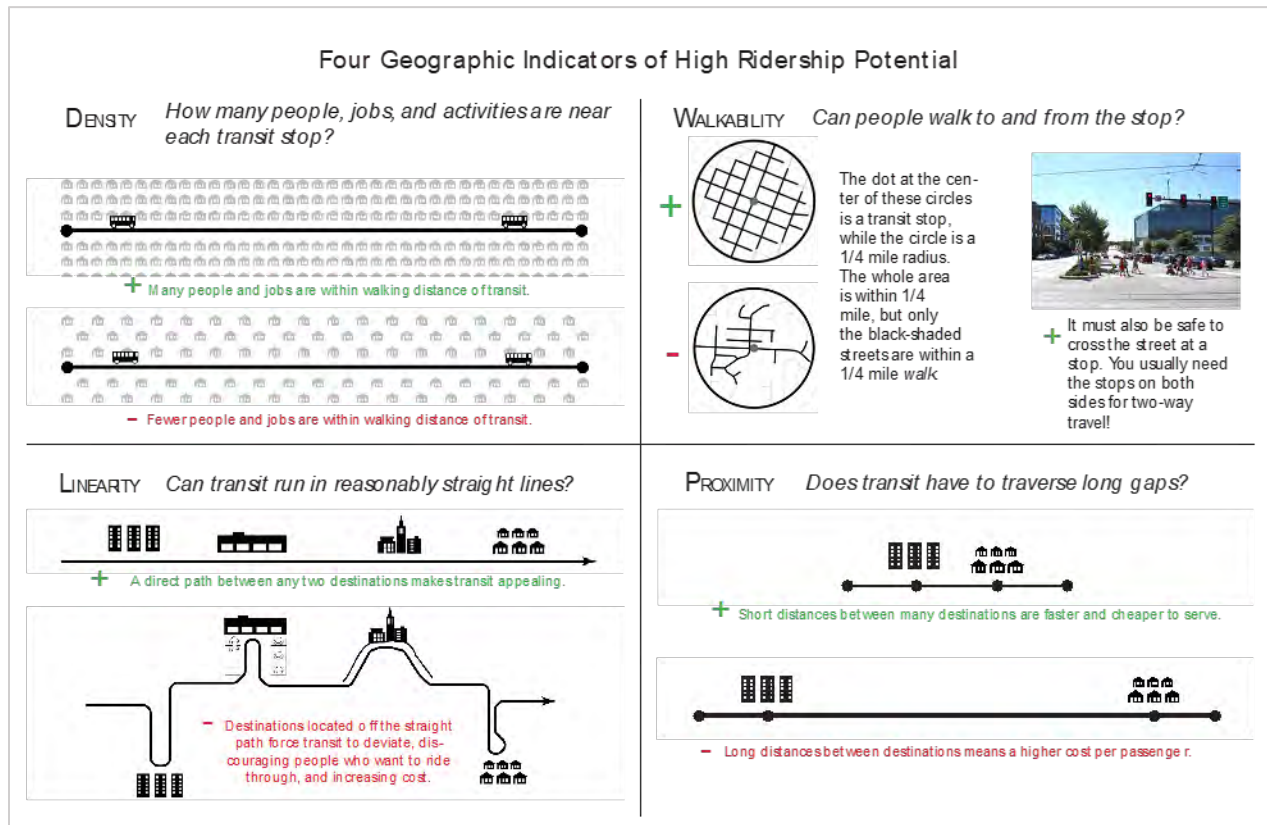 Four Geographic Indicators of High Ridership Potential
DENSITY How many people, jobs, and activities are near
each transit stop?
+ Many people and jobs are within walking distance of transit.
- Fewer people and jobs are within walking distance of transit.
WALKABILITY Can people walk to and from the stop?
+
-
The dot at the cen-
ter of these circles
is a transit stop,
while the circle is a
1/4 mile radius.
The whole area
is within 1/4
mile, but only
the black-shaded
streets are within a
1/4 mile walk
+ It must also be safe to
cross the street at a
stop. You usually need
the stops on both
sides for two-way
travel!
LINEARITY Can transit run in reasonably straight lines?
+ A direct path between any two destinations makes transit appealing.
- Destinations located off the straight
path force transit to deviate, dis-
couraging people who want to ride
through, and increasing cost.
PROXIMITY Does transit have to traverse long gaps?
+ Short distances between many destinations are faster and cheaper to serve.
- Long distances between destinations means a higher cost per passenger.